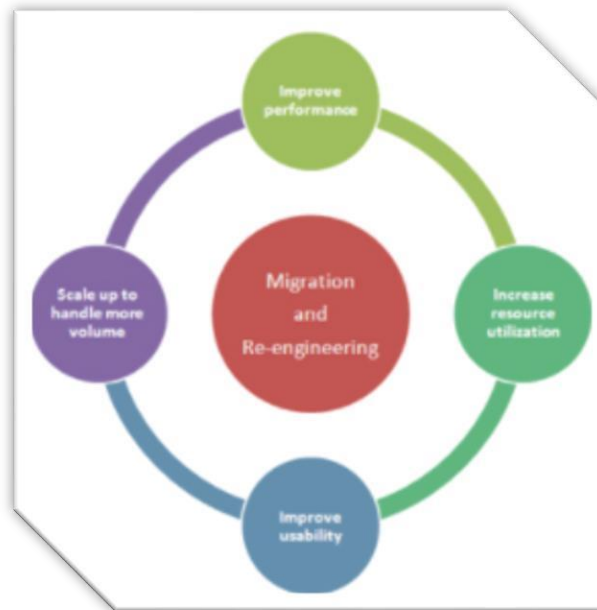 Improve
performance
Migration
and
Re-engineering
Scale up to
handle more
volume
Increase
resource
utilization
Improve
usability